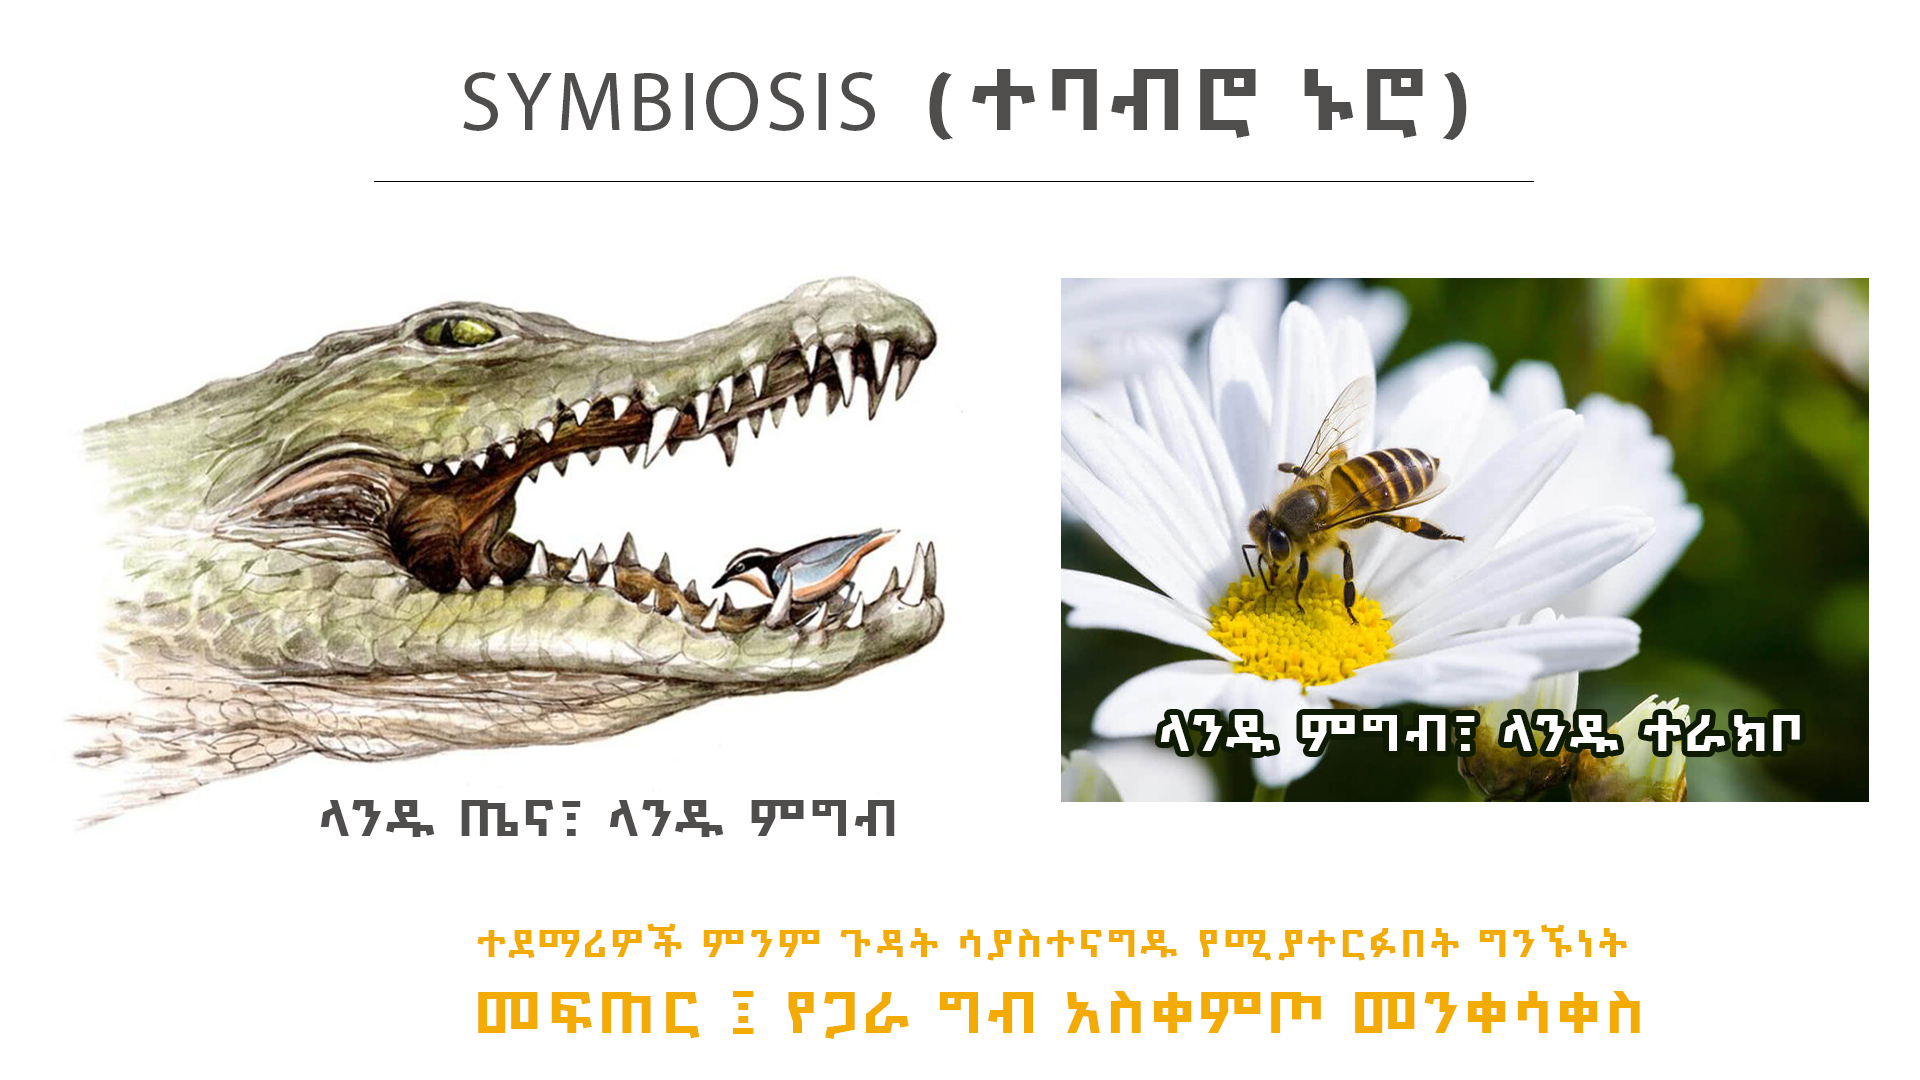 SYMBIOSIS (ተባብሮ ኑሮ)
ላንዱ ጤና፣ ላንዱ ምግብ
ላንዱ ምግብ፣ ላንዱ ተራክቦ
ተደማሪዎች ምንም ጉዳት ሳያስተናግዱ የሚያተርፉበት ግንኙነት
መፍጠር ፤ የጋራ ግብ አስቀምጦ መንቀሳቀስ